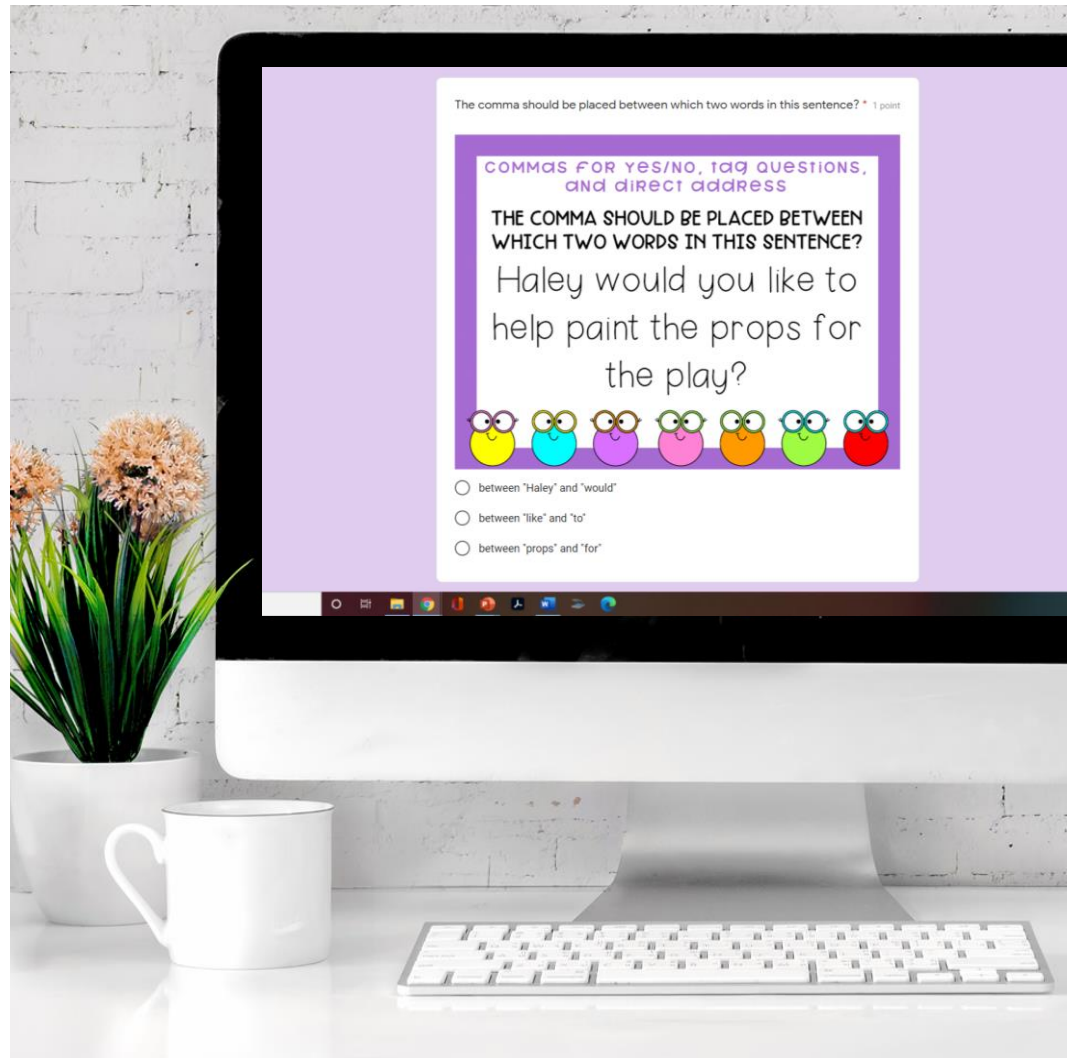 The comma should be placed between which two words in this sentence? * 1 point
COMMAS FOR YES/NO, TAG QUESTIONS,
AND DIRECT ADDRESS
THE COMMA SHOULD BE PLACED BETWEEN
WHICH TWO WORDS IN THIS SENTENCE?
Haley would you like to
help paint the props for
the play?
between "Haley" and "would"
between "like" and "to"
between "props" and "for"